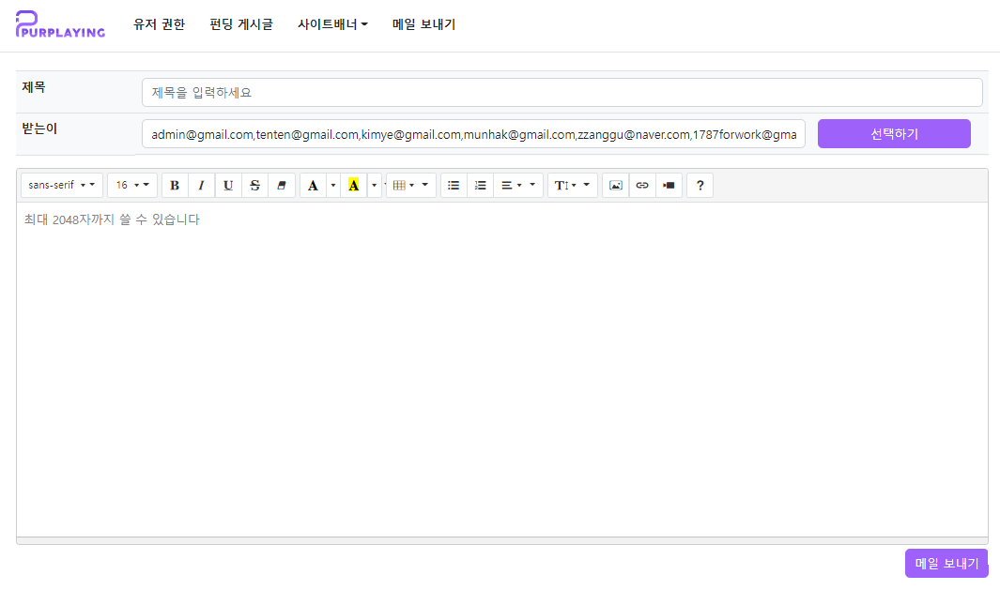 PURPLAYING 유저 권한 펀딩 게시글 사이트배너 메일 보내기
제목 제목을 입력하세요
받는이 admin@gmail.com,tenten@gmail.com,kimye@gmail.com,munhak@gmail.com,zzanggu@naver.com,1787forwork@gma 선택하기
sans-serif 16 B I U S A A T ?
최대 2048자까지 쓸 수 있습니다
메일 보내기